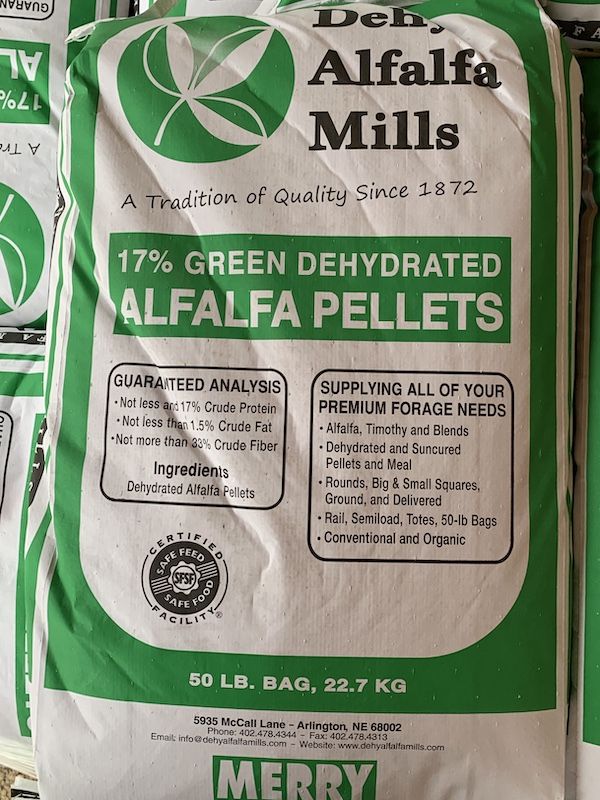 Dehy
Alfalfa
Mills
A Tradition of Quality Since 1872
17% GREEN DEHYDRATED
ALFALFA PELLETS
GUARANTEED ANALYSIS
• Not less and 17% Crude Protein
• Not less than 1.5% Crude Fat
• Not more than 33% Crude Fiber
Ingredients
Dehydrated Alfalfa Pellets
SUPPLYING ALL OF YOUR
PREMIUM FORAGE NEEDS
• Alfalfa, Timothy and Blends
• Dehydrated and Suncured
Pellets and Meal
• Rounds, Big & Small Squares,
Ground, and Delivered
• Rail, Semiload, Totes, 50-lb Bags
• Conventional and Organic
CERTIFIED
SAFE FEED
SFSF
SAFE FOOD
FACILITY®
50 LB. BAG, 22.7 KG
5935 McCall Lane – Arlington, NE 68002
Phone: 402.478.4344 – Fax: 402.478.4313
Email: info@dehyalfalfamills.com – Website: www.dehyalfalfamills.com
MERRY
17%
AL